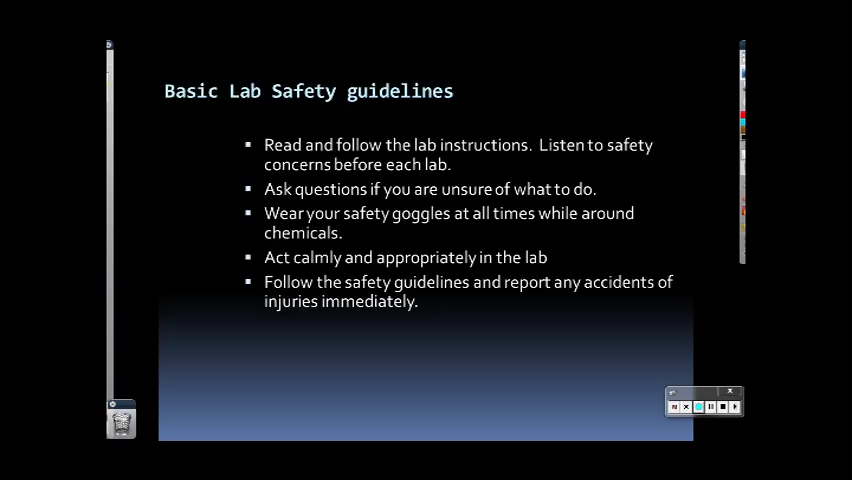 Basic Lab Safety guidelines
Read and follow the lab instructions. Listen to safety
concerns before each lab.
Ask questions if you are unsure of what to do.
Wear your safety goggles at all times while around
chemicals.
Act calmly and appropriately in the lab
Follow the safety guidelines and report any accidents of
injuries immediately.